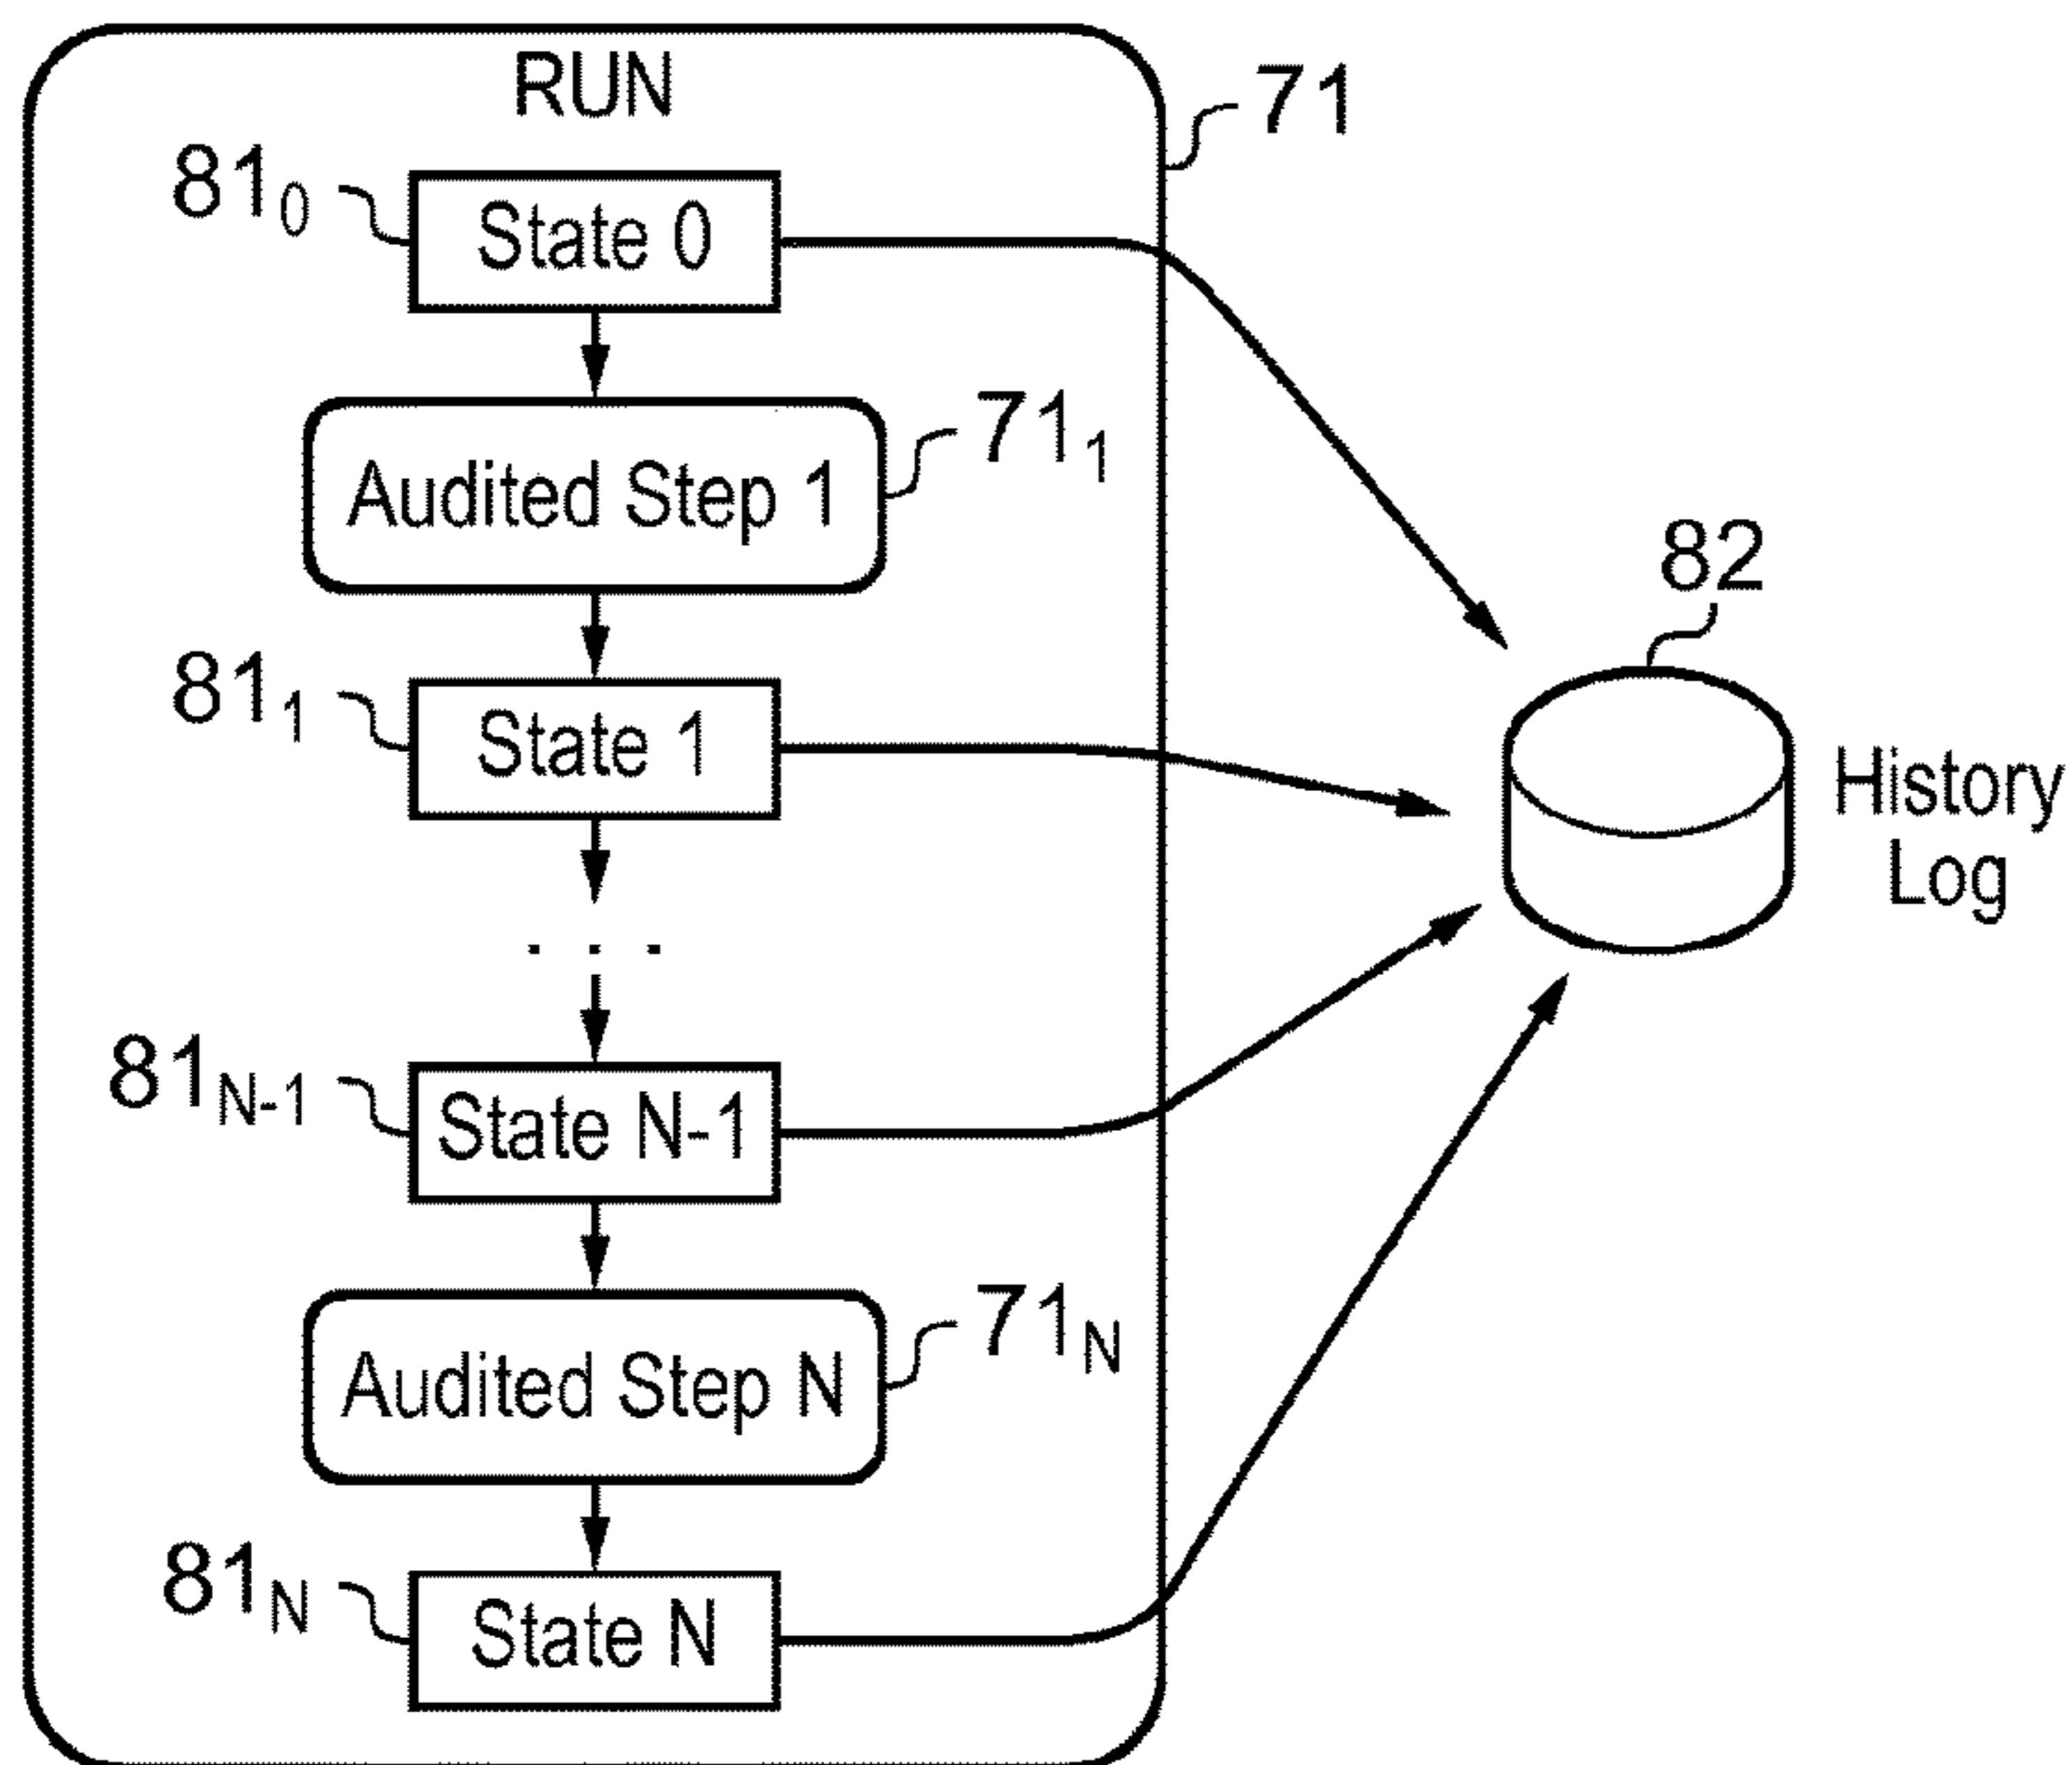 RUN
71
81₀
State 0
Audited Step 1
71₁
82
81₁
State 1
History
Log
. . .
81N-1
State N-1
Audited Step N
71N
81N
State N